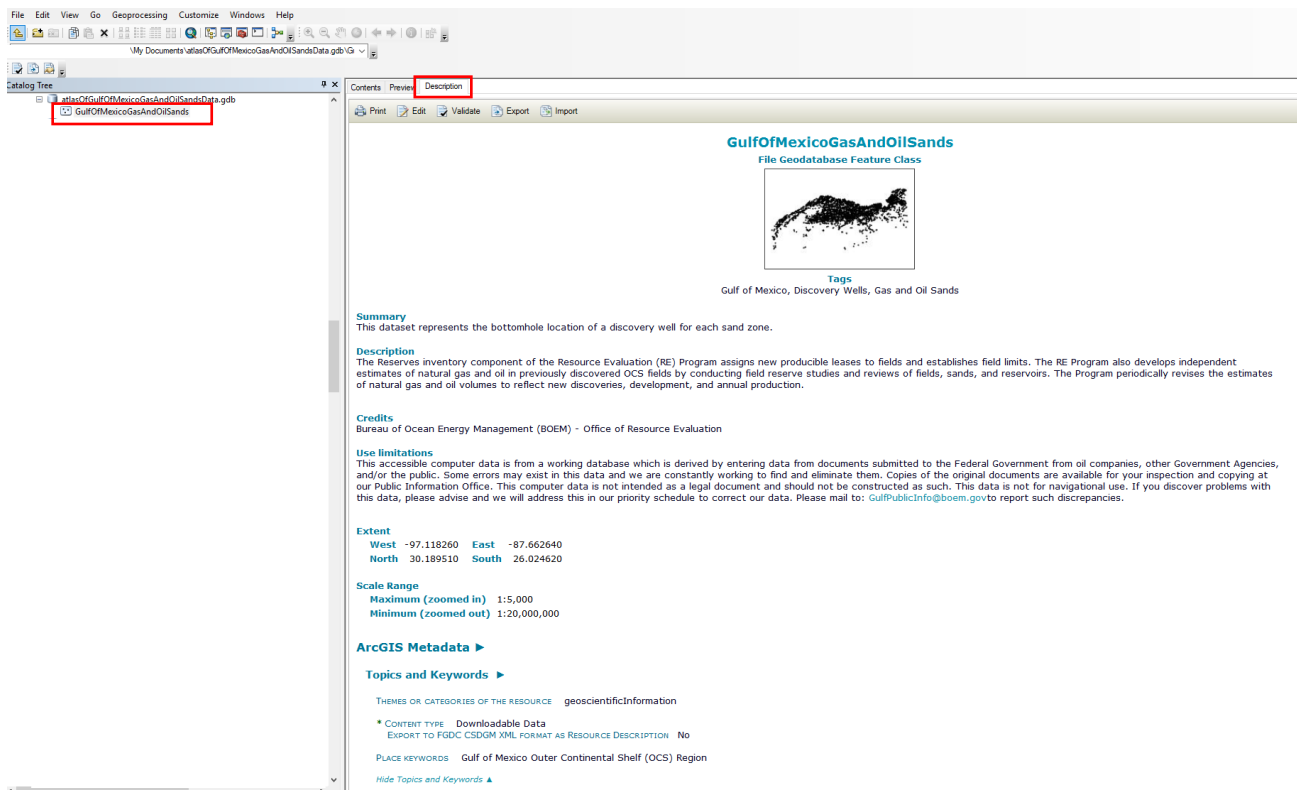 File Edit View Go Geoprocessing Customize Windows Help
\My Documents\atlasOfGulfOfMexicoGasAndOilSandsData.gdb\G
Catalog Tree
atlasOfGulfOfMexicoGasAndOilSandsData.gdb
GulfOfMexicoGasAndOilSands
Contents Preview Description
Print Edit Validate Export Import
GulfOfMexicoGasAndOilSands
File Geodatabase Feature Class
Tags
Gulf of Mexico, Discovery Wells, Gas and Oil Sands
Summary
This dataset represents the bottomhole location of a discovery well for each sand zone.
Description
The Reserves inventory component of the Resource Evaluation (RE) Program assigns new producible leases to fields and establishes field limits. The RE Program also develops independent
estimates of natural gas and oil in previously discovered OCS fields by conducting field reserve studies and reviews of fields, sands, and reservoirs. The Program periodically revises the estimates
of natural gas and oil volumes to reflect new discoveries, development, and annual production.
Credits
Bureau of Ocean Energy Management (BOEM) - Office of Resource Evaluation
Use limitations
This accessible computer data is from a working database which is derived by entering data from documents submitted to the Federal Government from oil companies, other Government Agencies,
and/or the public. Some errors may exist in this data and we are constantly working to find and eliminate them. Copies of the original documents are available for your inspection and copying at
our Public Information Office. This computer data is not intended as a legal document and should not be constructed as such. This data is not for navigational use. If you discover problems with
this data, please advise and we will address this in our priority schedule to correct our data. Please mail to: GulfPublicInfo@boem.govto report such discrepancies.
Extent
West -97.118260 East -87.662640
North 30.189510 South 26.024620
Scale Range
Maximum (zoomed in) 1:5,000
Minimum (zoomed out) 1:20,000,000
ArcGIS Metadata ►
Topics and Keywords ►
THEMES OR CATEGORIES OF THE RESOURCE geoscientificInformation
* CONTENT TYPE Downloadable Data
EXPORT TO FGDC CSDGM XML FORMAT AS RESOURCE DESCRIPTION No
PLACE KEYWORDS Gulf of Mexico Outer Continental Shelf (OCS) Region
Hide Topics and Keywords ▲